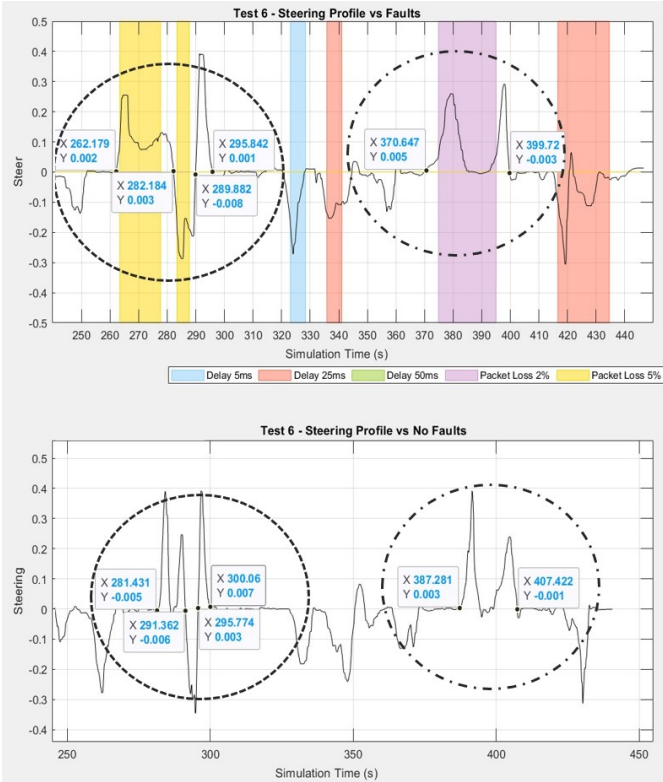 Test 6 - Steering Profile vs Faults
0.5
0.4
0.3
0.2
0.1
0
-0.1
-0.2
-0.3
-0.4
-0.5
Steer
X 262.179
Y 0.002
X 295.842
Y 0.001
X 282.184
Y 0.003
X 289.882
Y -0.008
X 370.647
Y 0.005
X 399.72
Y -0.003
250 260 270 280 290 300 310 320 330 340 350 360 370 380 390 400 410 420 430 440
Simulation Time (s)
Delay 5ms Delay 25ms Delay 50ms Packet Loss 2% Packet Loss 5%
Test 6 - Steering Profile vs No Faults
0.5
0.4
0.3
0.2
0.1
0
-0.1
-0.2
-0.3
-0.4
Steering
X 281.431
Y -0.005
X 300.06
Y 0.007
X 291.362
Y -0.006
X 295.774
Y 0.003
X 387.281
Y 0.003
X 407.422
Y -0.001
250 300 350 400 450
Simulation Time (s)